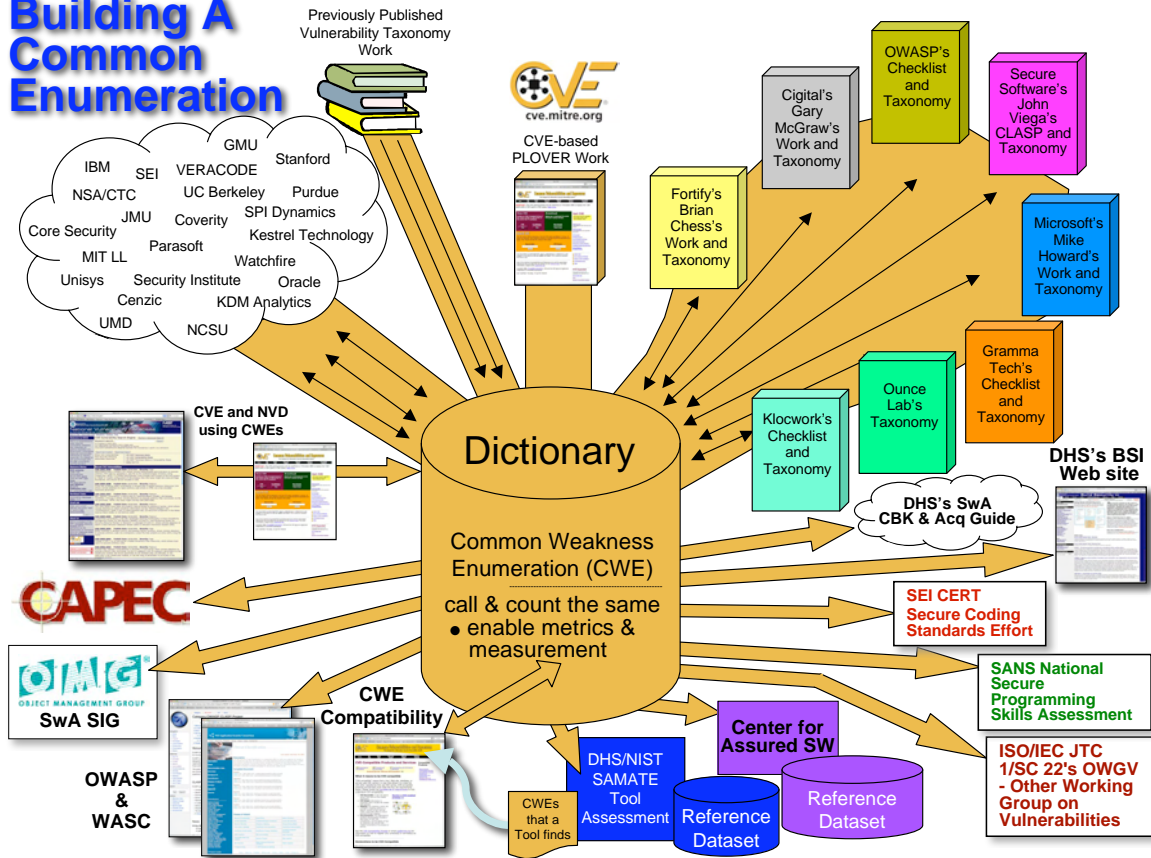 Building A
Common
Enumeration
Previously Published
Vulnerability Taxonomy
Work
CVE
cve.mitre.org
CVE-based
PLOVER Work
GMU
IBM
SEI
VERACODE
Stanford
NSA/CTC
UC Berkeley
Purdue
JMU
Coverity
SPI Dynamics
Core Security
Parasoft
Kestrel Technology
MIT LL
Watchfire
Unisys
Security Institute
Oracle
Cenzic
KDM Analytics
UMD
NCSU
Fortify's
Brian
Chess's
Work and
Taxonomy
Cigital's
Gary
McGraw's
Work and
Taxonomy
OWASP's
Checklist
and
Taxonomy
Secure
Software's
John
Viega's
CLASP and
Taxonomy
Microsoft's
Mike
Howard's
Work and
Taxonomy
Gramma
Tech's
Checklist
and
Taxonomy
Ounce
Lab's
Taxonomy
Klocwork's
Checklist
and
Taxonomy
CVE and NVD
using CWEs
Dictionary
Common Weakness
Enumeration (CWE)
call & count the same
• enable metrics &
measurement
DHS's BSI
Web site
DHS's SwA
CBK & Acq Guide
SEI CERT
Secure Coding
Standards Effort
SANS National
Secure
Programming
Skills Assessment
ISO/IEC JTC
1/SC 22's OWGV
- Other Working
Group on
Vulnerabilities
CAPEC
OMG®
OBJECT MANAGEMENT GROUP
SwA SIG
OWASP
&
WASC
CWE
Compatibility
CWEs
that a
Tool finds
DHS/NIST
SAMATE
Tool
Assessment
Reference
Dataset
Center for
Assured SW
Reference
Dataset